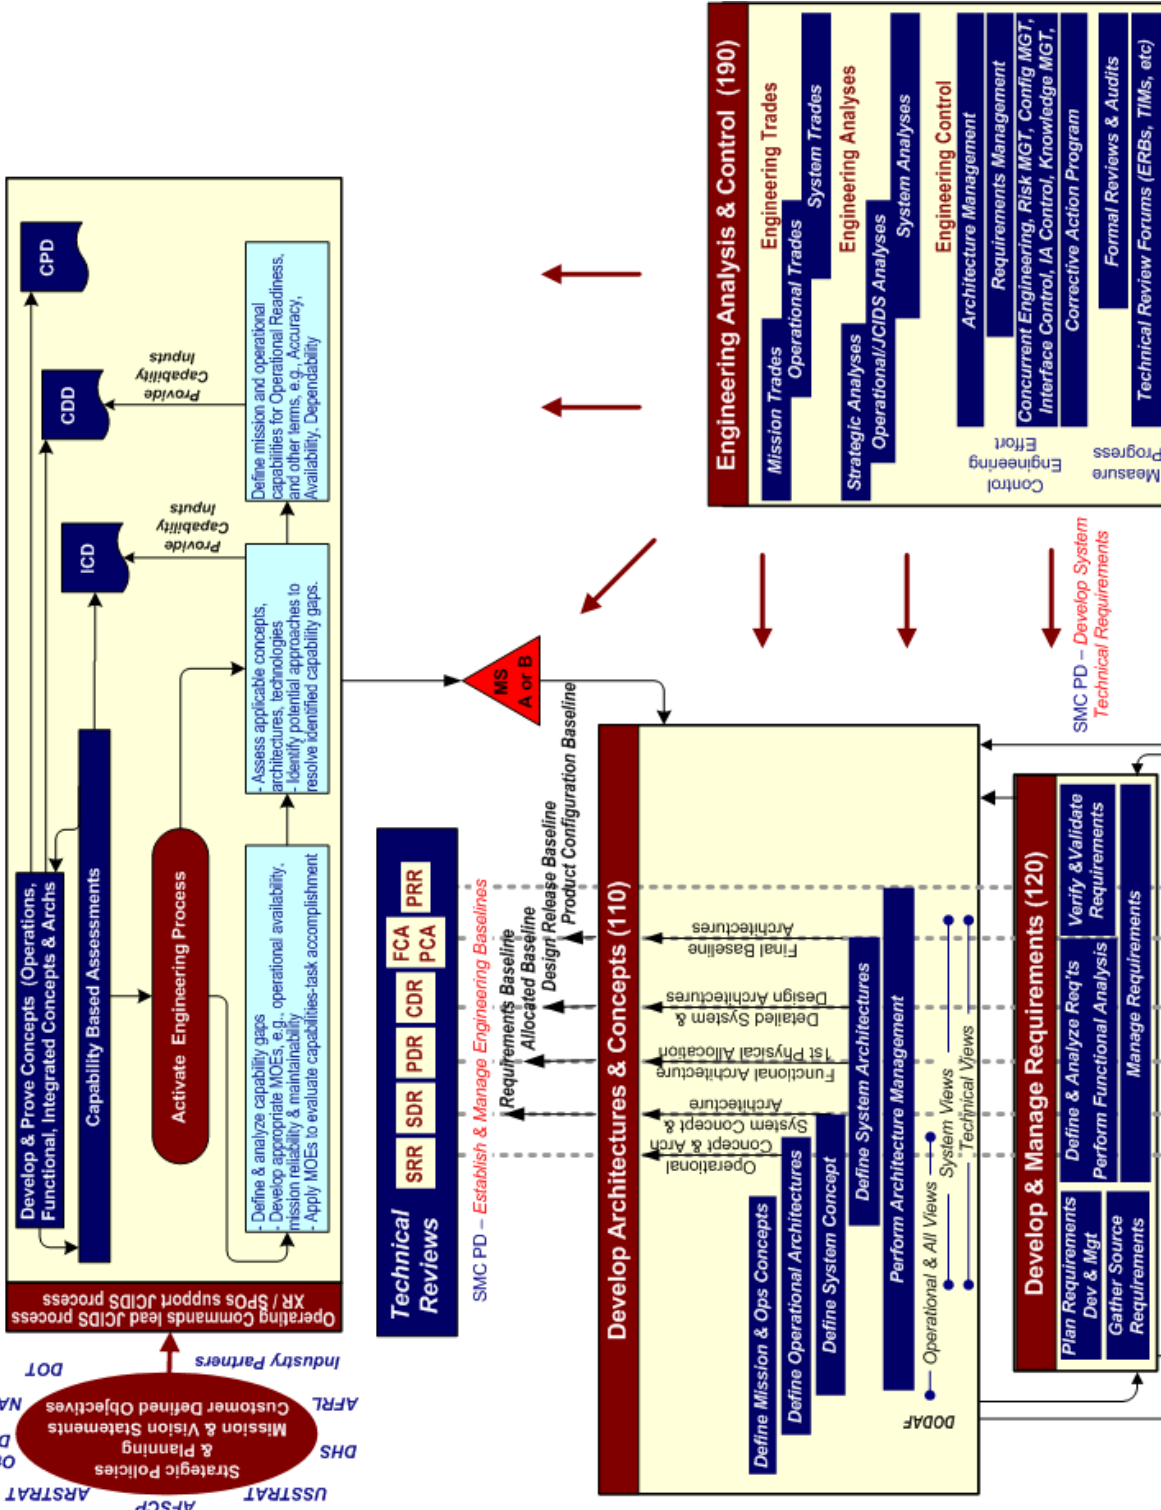 Strategic Policies
& Planning
Mission & Vision Statements
Customer Defined Objectives
ARSTRAT
AFSCP
USSTRAT
DHS
AFRL
DOT
Industry Partners
Operating Commands lead JCIDS process
XR / SPOs support JCIDS process
Develop & Prove Concepts (Operations,
Functional, Integrated Concepts & Archs
Capability Based Assessments
Activate Engineering Process
ICD
CDD
CPD
Provide
Capability
Inputs
Provide
Capability
Inputs
- Define & analyze capability gaps
- Develop appropriate MOEs, e.g., operational availability,
mission reliability & maintainability
- Apply MOEs to evaluate capabilities-task accomplishment
- Assess applicable concepts,
architectures, technologies
- Identify potential approaches to
resolve identified capability gaps.
Define mission and operational
capabilities for Operational Readiness,
and other terms, e.g., Accuracy,
Availability, Dependability
MS
A or B
Technical
Reviews
SRR
SDR
PDR
CDR
FCA
PCA
PRR
SMC PD – Establish & Manage Engineering Baselines
Requirements Baseline
Allocated Baseline
Design Release Baseline
Product Configuration Baseline
Develop Architectures & Concepts (110)
Operational
Concept & Arch
System Concept &
Architecture
Functional Architecture
1st Physical Allocation
Detailed System &
Design Architectures
Final Baseline
Architectures
Define Mission & Ops Concepts
Define Operational Architectures
Define System Concept
Define System Architectures
Perform Architecture Management
DODAF
Operational & All Views
System Views
Technical Views
Develop & Manage Requirements (120)
Plan Requirements
Dev & Mgt
Gather Source
Requirements
Define & Analyze Req'ts
Perform Functional Analysis
Verify &Validate
Requirements
Manage Requirements
SMC PD – Develop System
Technical Requirements
Engineering Analysis & Control (190)
Engineering Trades
Mission Trades
Operational Trades
System Trades
Engineering Analyses
Strategic Analyses
Operational/JCIDS Analyses
System Analyses
Engineering Control
Control
Engineering
Effort
Architecture Management
Requirements Management
Concurrent Engineering, Risk MGT, Config MGT,
Interface Control, IA Control, Knowledge MGT,
Corrective Action Program
Measure
Progress
Formal Reviews & Audits
Technical Review Forums (ERBs, TIMs, etc)